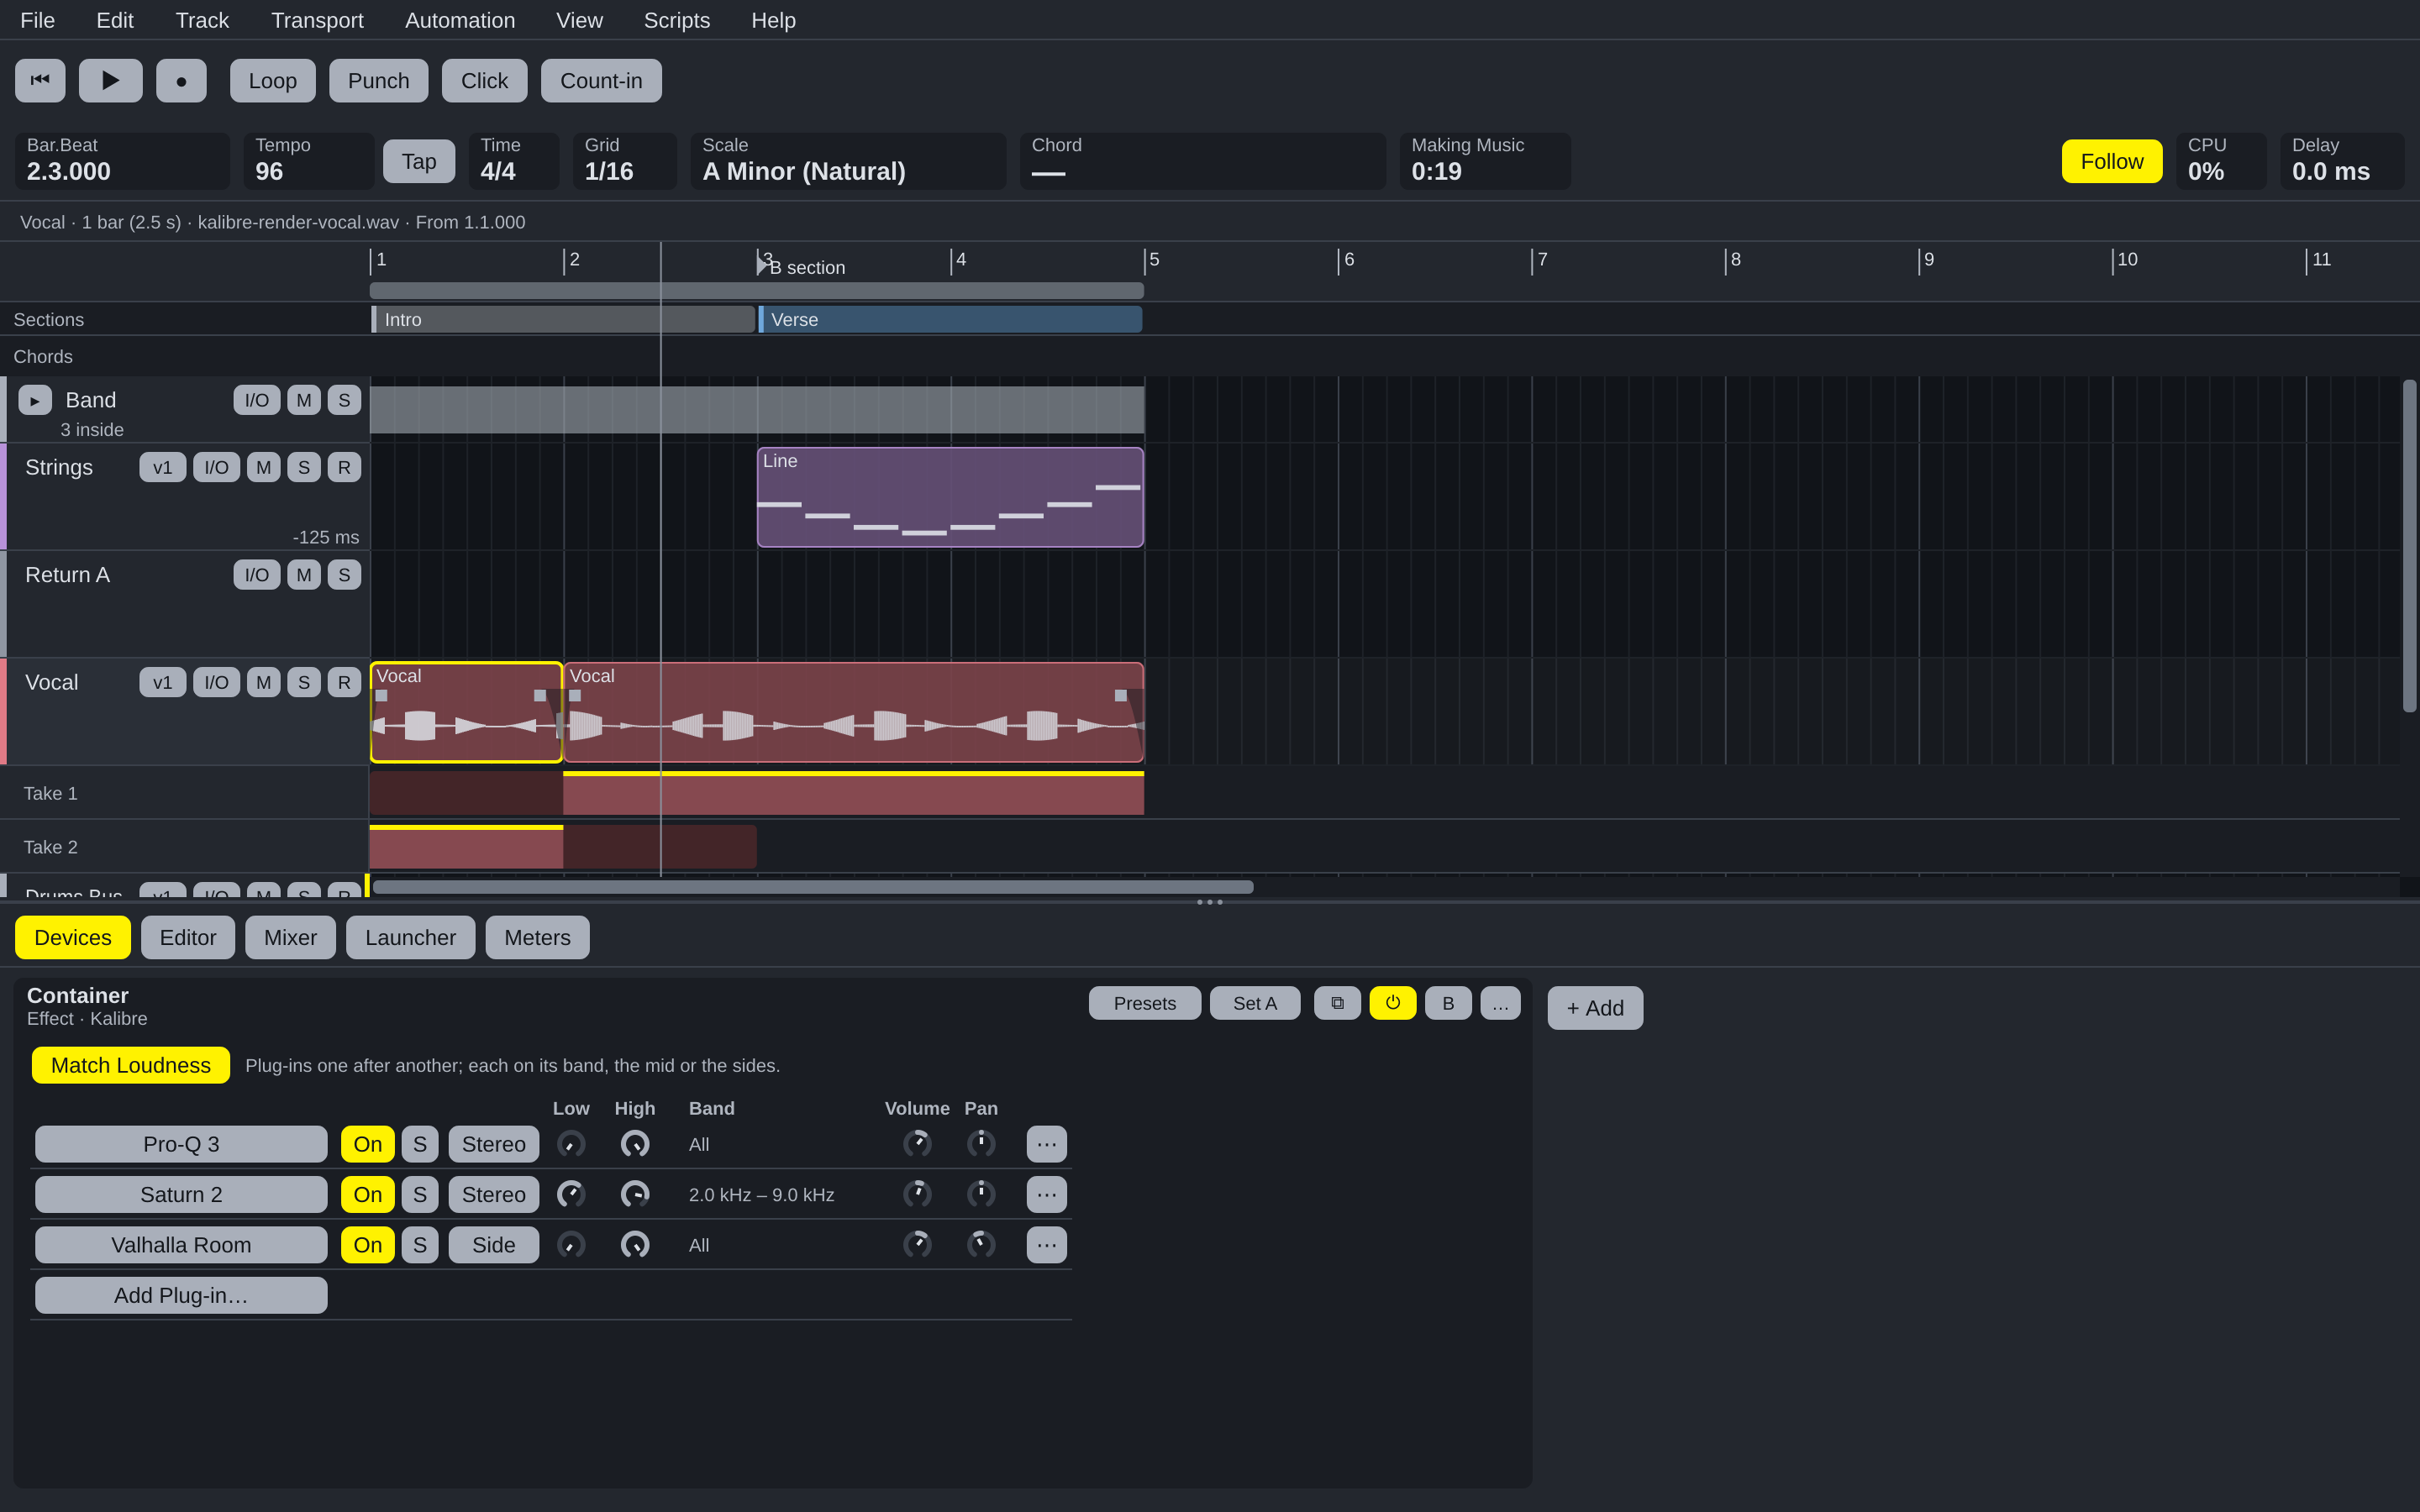 File Edit Track Transport Automation View Scripts Help
Loop Punch Click Count-in
Bar.Beat Tempo Time Grid Scale Chord Making Music CPU Delay
2.3.000 96 Tap 4/4 1/16 A Minor (Natural) — 0:19 Follow 0% 0.0 ms
Vocal · 1 bar (2.5 s) · kalibre-render-vocal.wav · From 1.1.000
1 2 3 4 5 6 7 8 9 10 11
B section
Sections Intro Verse
Chords
▸ Band I/O M S
3 inside
Strings v1 I/O M S R Line
-125 ms
Return A I/O M S
Vocal v1 I/O M S R Vocal Vocal
Take 1
Take 2
Drums Bus v1 I/O M S R
Devices Editor Mixer Launcher Meters
Container Presets Set A B … + Add
Effect · Kalibre
Match Loudness Plug-ins one after another; each on its band, the mid or the sides.
Low High Band Volume Pan
Pro-Q 3 On S Stereo All ⋯
Saturn 2 On S Stereo 2.0 kHz – 9.0 kHz ⋯
Valhalla Room On S Side All ⋯
Add Plug-in…